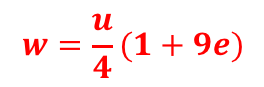 w = u/4 (1 + 9e)